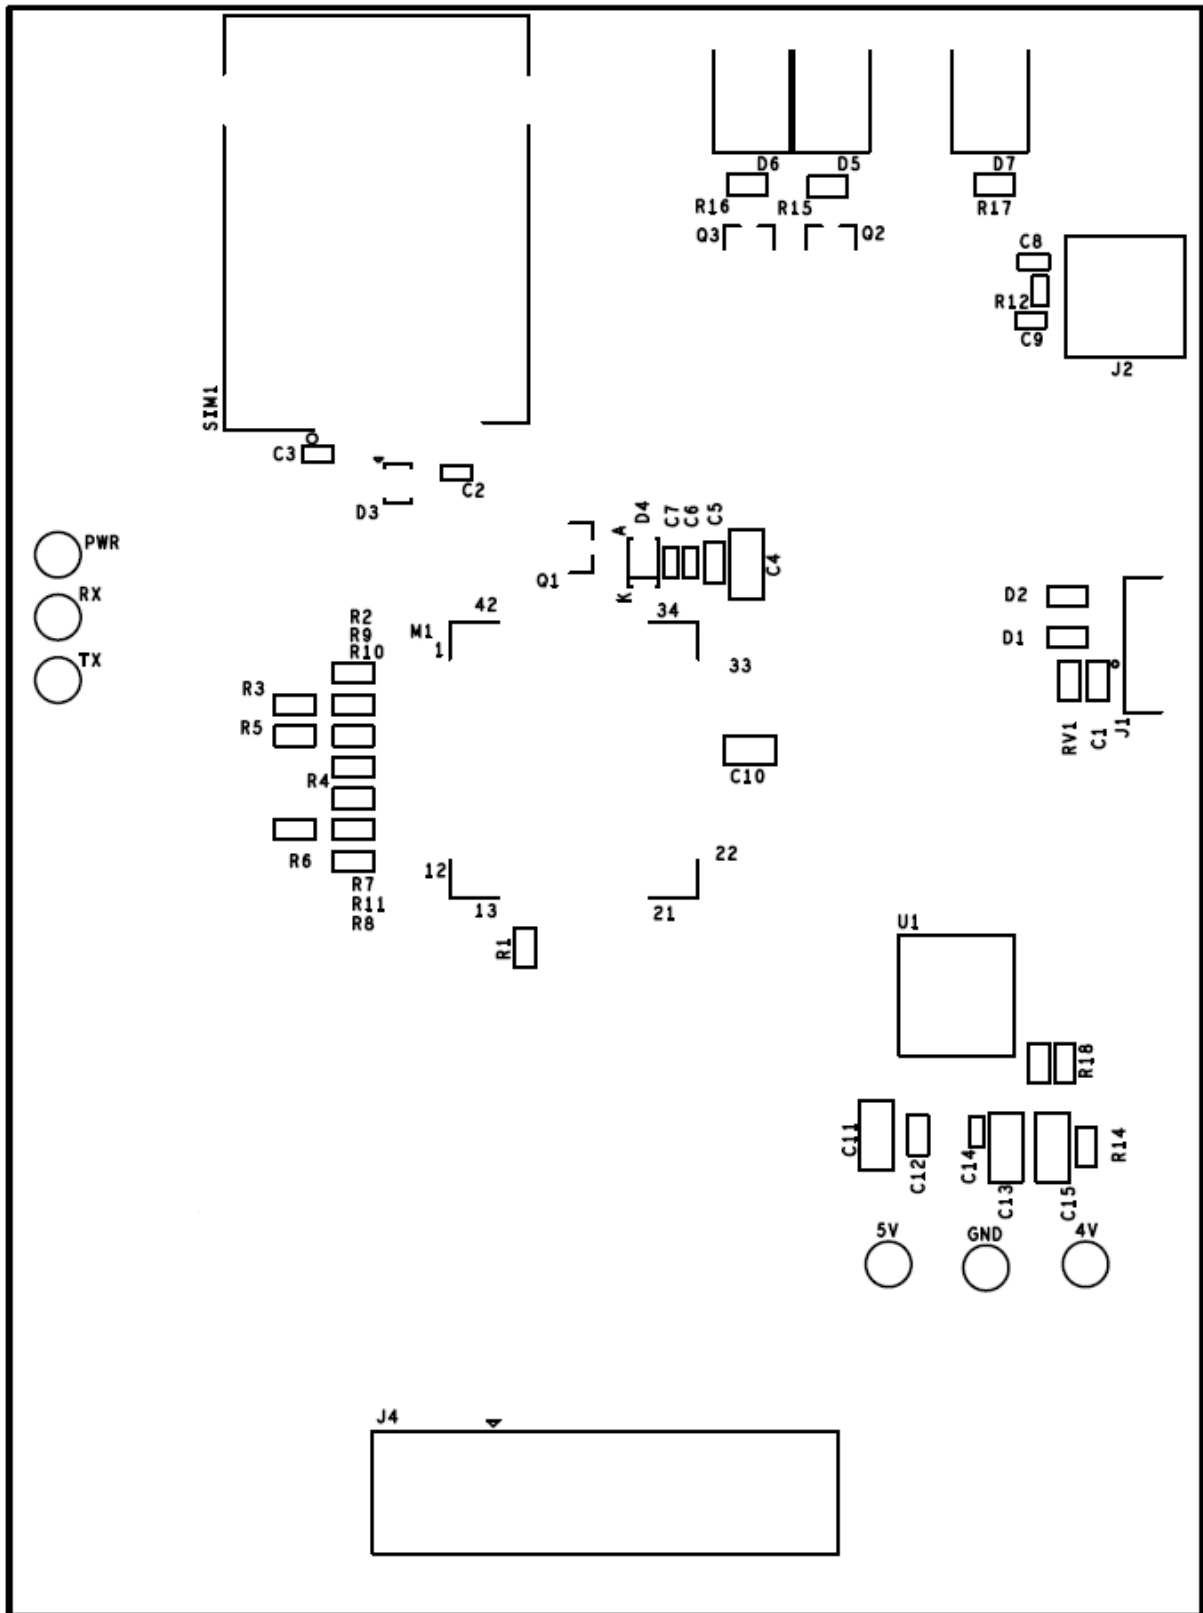 D6 D5 D7
R16 R15 R17
Q3 Q2
C8
R12
C9
J2
SIM1
C3
C2
D3
PWR
A D4 C7 C6 C5 C4
Q1
K
RX
D2
42 34
R2
M1
R9
D1
1
R10
TX
33
R3
R5
RV1 C1 J1
R4
C10
R6
22
12
R7
13 21
R11
R8
U1
R1
R18
C11
R14
C14
C12
C13 C15
5V GND 4V
J4